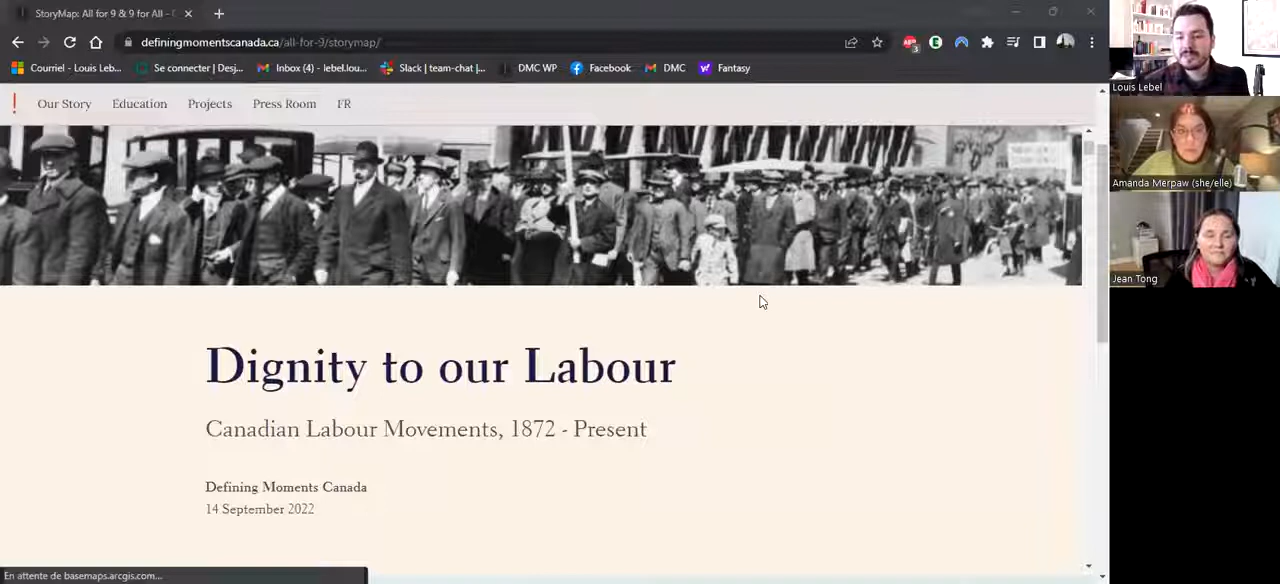 StoryMap: All for 9 & 9 for All –
definingmomentscanada.ca/all-for-9/storymap/
3
Courriel - Louis Leb...
Se connecter | Desj...
Inbox (4) - lebel.lou...
Slack | team-chat |...
DMC WP
Facebook
DMC
Fantasy
Our Story
Education
Projects
Press Room
FR
Dignity to our Labour
Canadian Labour Movements, 1872 - Present
Defining Moments Canada
14 September 2022
En attente de basemaps.arcgis.com...
Louis Lebel
Amanda Merpaw (she/elle)
Jean Tong